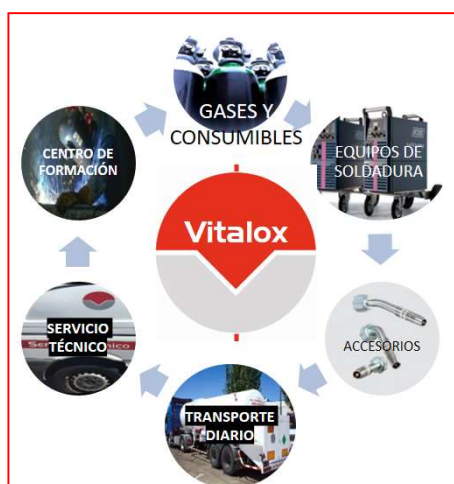 GASES Y
CONSUMIBLES
EQUIPOS DE
SOLDADURA
ACCESORIOS
TRANSPORTE
DIARIO
SERVICIO
TÉCNICO
CENTRO DE
FORMACIÓN
Vitalox